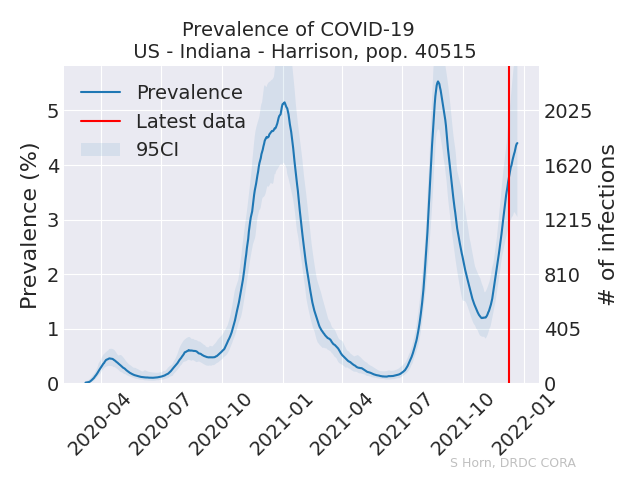 Prevalence of COVID-19
US - Indiana - Harrison, pop. 40515
Prevalence
Latest data
95CI
Prevalence (%)
5
4
3
2
1
0
2025
1620
1215
810
405
0
# of infections
2020-04
2020-07
2020-10
2021-01
2021-04
2021-07
2021-10
2022-01
S Horn, DRDC CORA